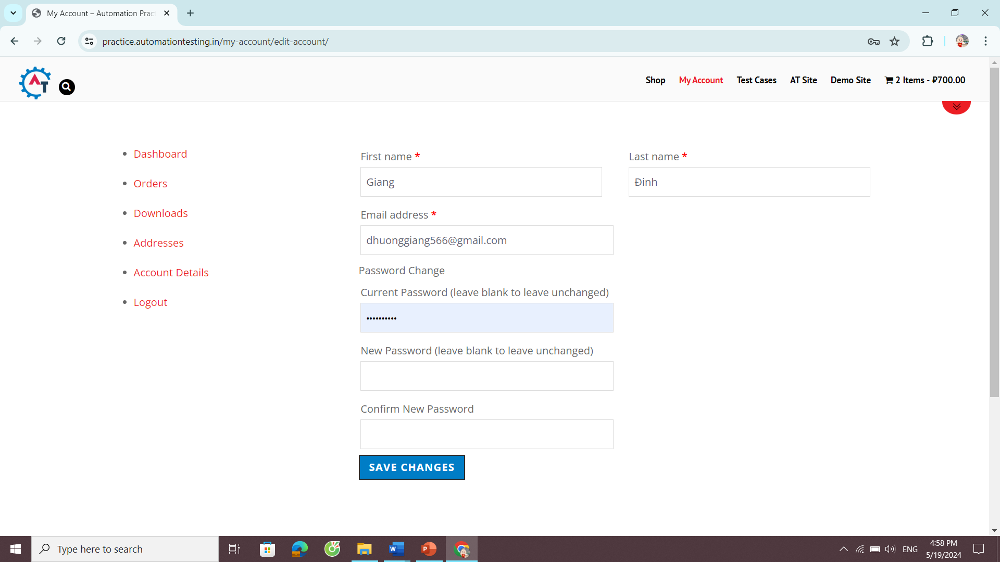 My Account – Automation Prac
practice.automationtesting.in/my-account/edit-account/
AT
Shop My Account Test Cases AT Site Demo Site 2 Items - ₽700.00
Dashboard
Orders
Downloads
Addresses
Account Details
Logout
First name *
Giang
Last name *
Đinh
Email address *
dhuonggiang566@gmail.com
Password Change
Current Password (leave blank to leave unchanged)
••••••••••
New Password (leave blank to leave unchanged)
Confirm New Password
SAVE CHANGES
Type here to search
W
P
ENG
4:58 PM
5/19/2024